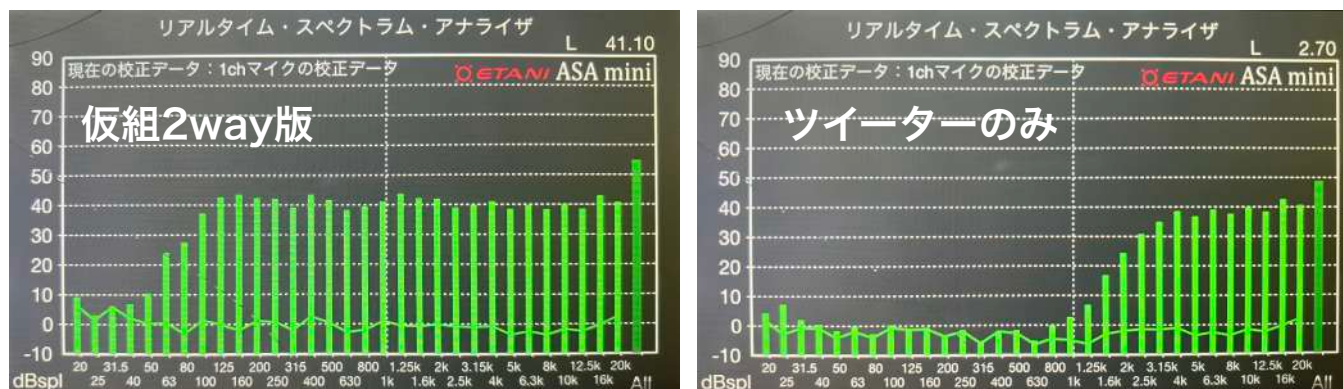 リアルタイム・スペクトラム・アナライザ
L 41.10
現在の校正データ：1chマイクの校正データ
ETANI ASA mini
仮組2way版
90
80
70
60
50
40
30
20
10
0
-10
20 31.5 50 80 125 200 315 500 800 1.25k 2k 3.15k 5k 8k 12.5k 20k
25 40 63 100 160 250 400 630 1k 1.6k 2.5k 4k 6.3k 10k 16k All
dBspl
リアルタイム・スペクトラム・アナライザ
L 2.70
現在の校正データ：1chマイクの校正データ
ETANI ASA mini
ツイーターのみ
90
80
70
60
50
40
30
20
10
0
-10
20 31.5 50 80 125 200 315 500 800 1.25k 2k 3.15k 5k 8k 12.5k 20k
25 40 63 100 160 250 400 630 1k 1.6k 2.5k 4k 6.3k 10k 16k All
dBspl